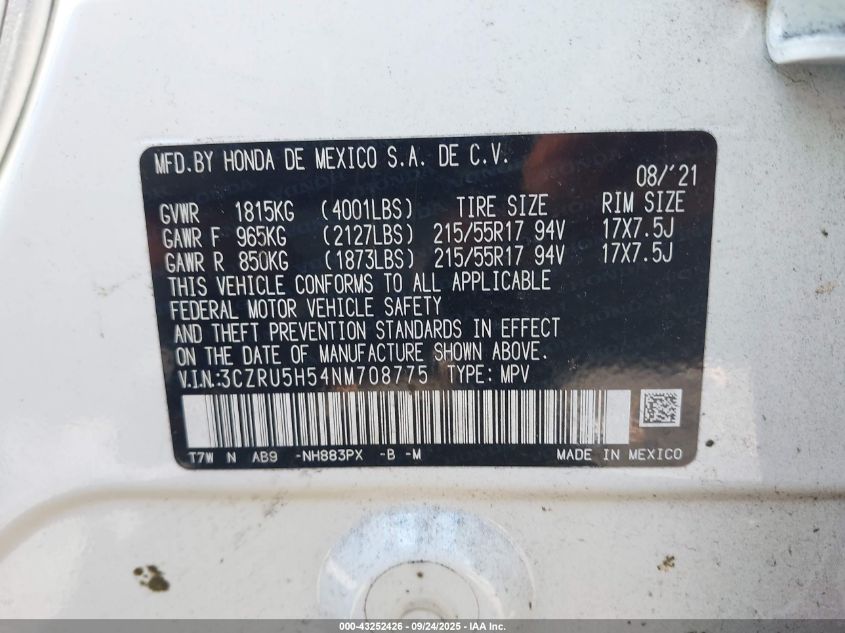 MFD.BY HONDA DE MEXICO S.A. DE C.V.
08/'21
GVWR 1815KG (4001LBS) TIRE SIZE RIM SIZE
GAWR F 965KG (2127LBS) 215/55R17 94V 17X7.5J
GAWR R 850KG (1873LBS) 215/55R17 94V 17X7.5J
THIS VEHICLE CONFORMS TO ALL APPLICABLE
FEDERAL MOTOR VEHICLE SAFETY
AND THEFT PREVENTION STANDARDS IN EFFECT
ON THE DATE OF MANUFACTURE SHOWN ABOVE.
V.I.N.:3CZRU5H54NM708775 TYPE: MPV
T7W N AB9 -NH883PX -B -M MADE IN MEXICO
000-43252426 - 09/24/2025 - IAA Inc.